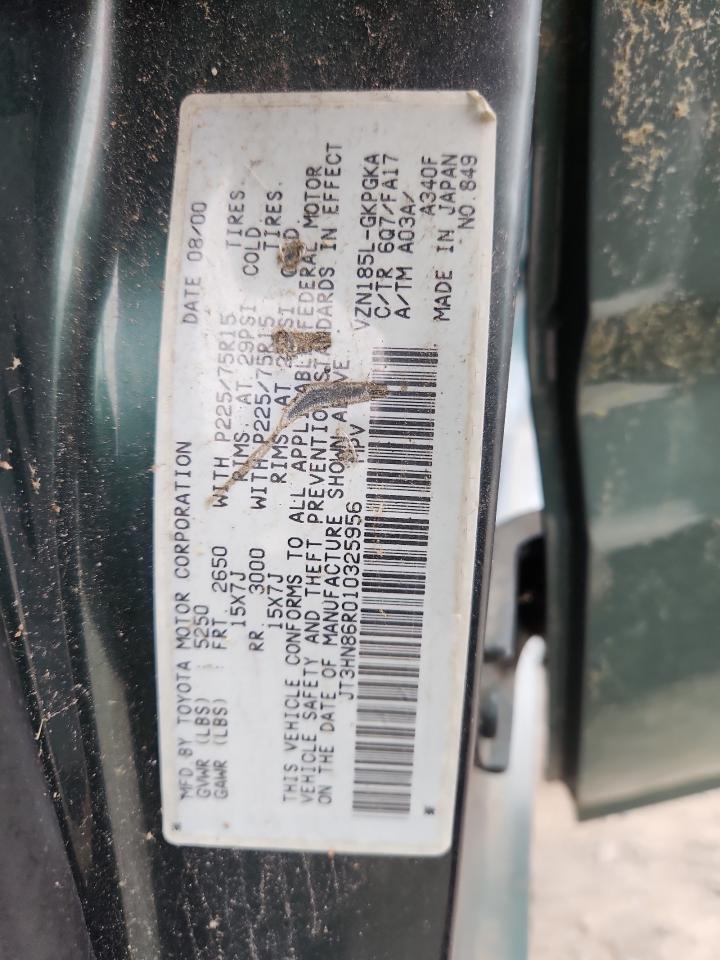 MFD BY TOYOTA MOTOR CORPORATION DATE 08/00
GVWR (LBS) : 5250
GAWR (LBS) FRT. 2650 WITH P225/75R15 TIRES.
15X7J RIMS AT 29PSI COLD
RR. 3000 WITH P225/75R15 TIRES.
15X7J RIMS AT
THIS VEHICLE CONFORMS TO ALL APPLICABLE FEDERAL MOTOR
VEHICLE SAFETY AND THEFT PREVENTION STANDARDS IN EFFECT
ON THE DATE OF MANUFACTURE SHOWN ABOVE.
JT3HN86R010325956 MPV
VZN185L-GKPGKA
C/TR 6Q7/FA17
A/TM A03A/
A340F
MADE IN JAPAN
NO. 849